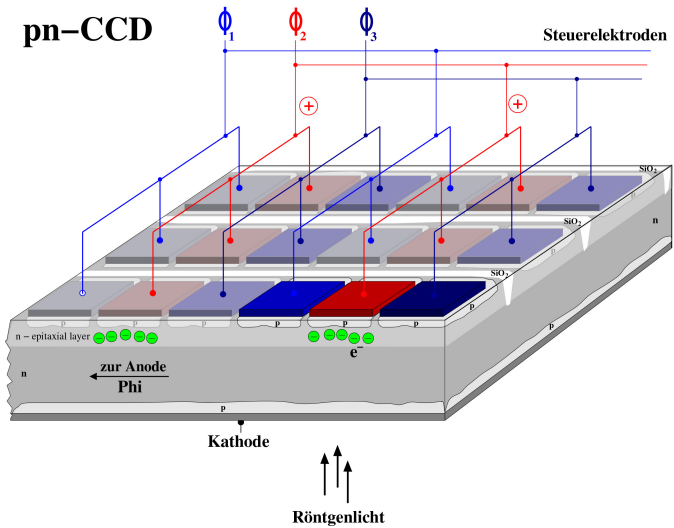 pn-CCD
Φ1 Φ2 Φ3
Steuerelektroden
+ +
SiO2
SiO2
n
SiO2
p
p
p p p p p p
n – epitaxial layer
– – – – – – – – – –
e–
p
zur Anode
Phi
n
p
Kathode
Röntgenlicht